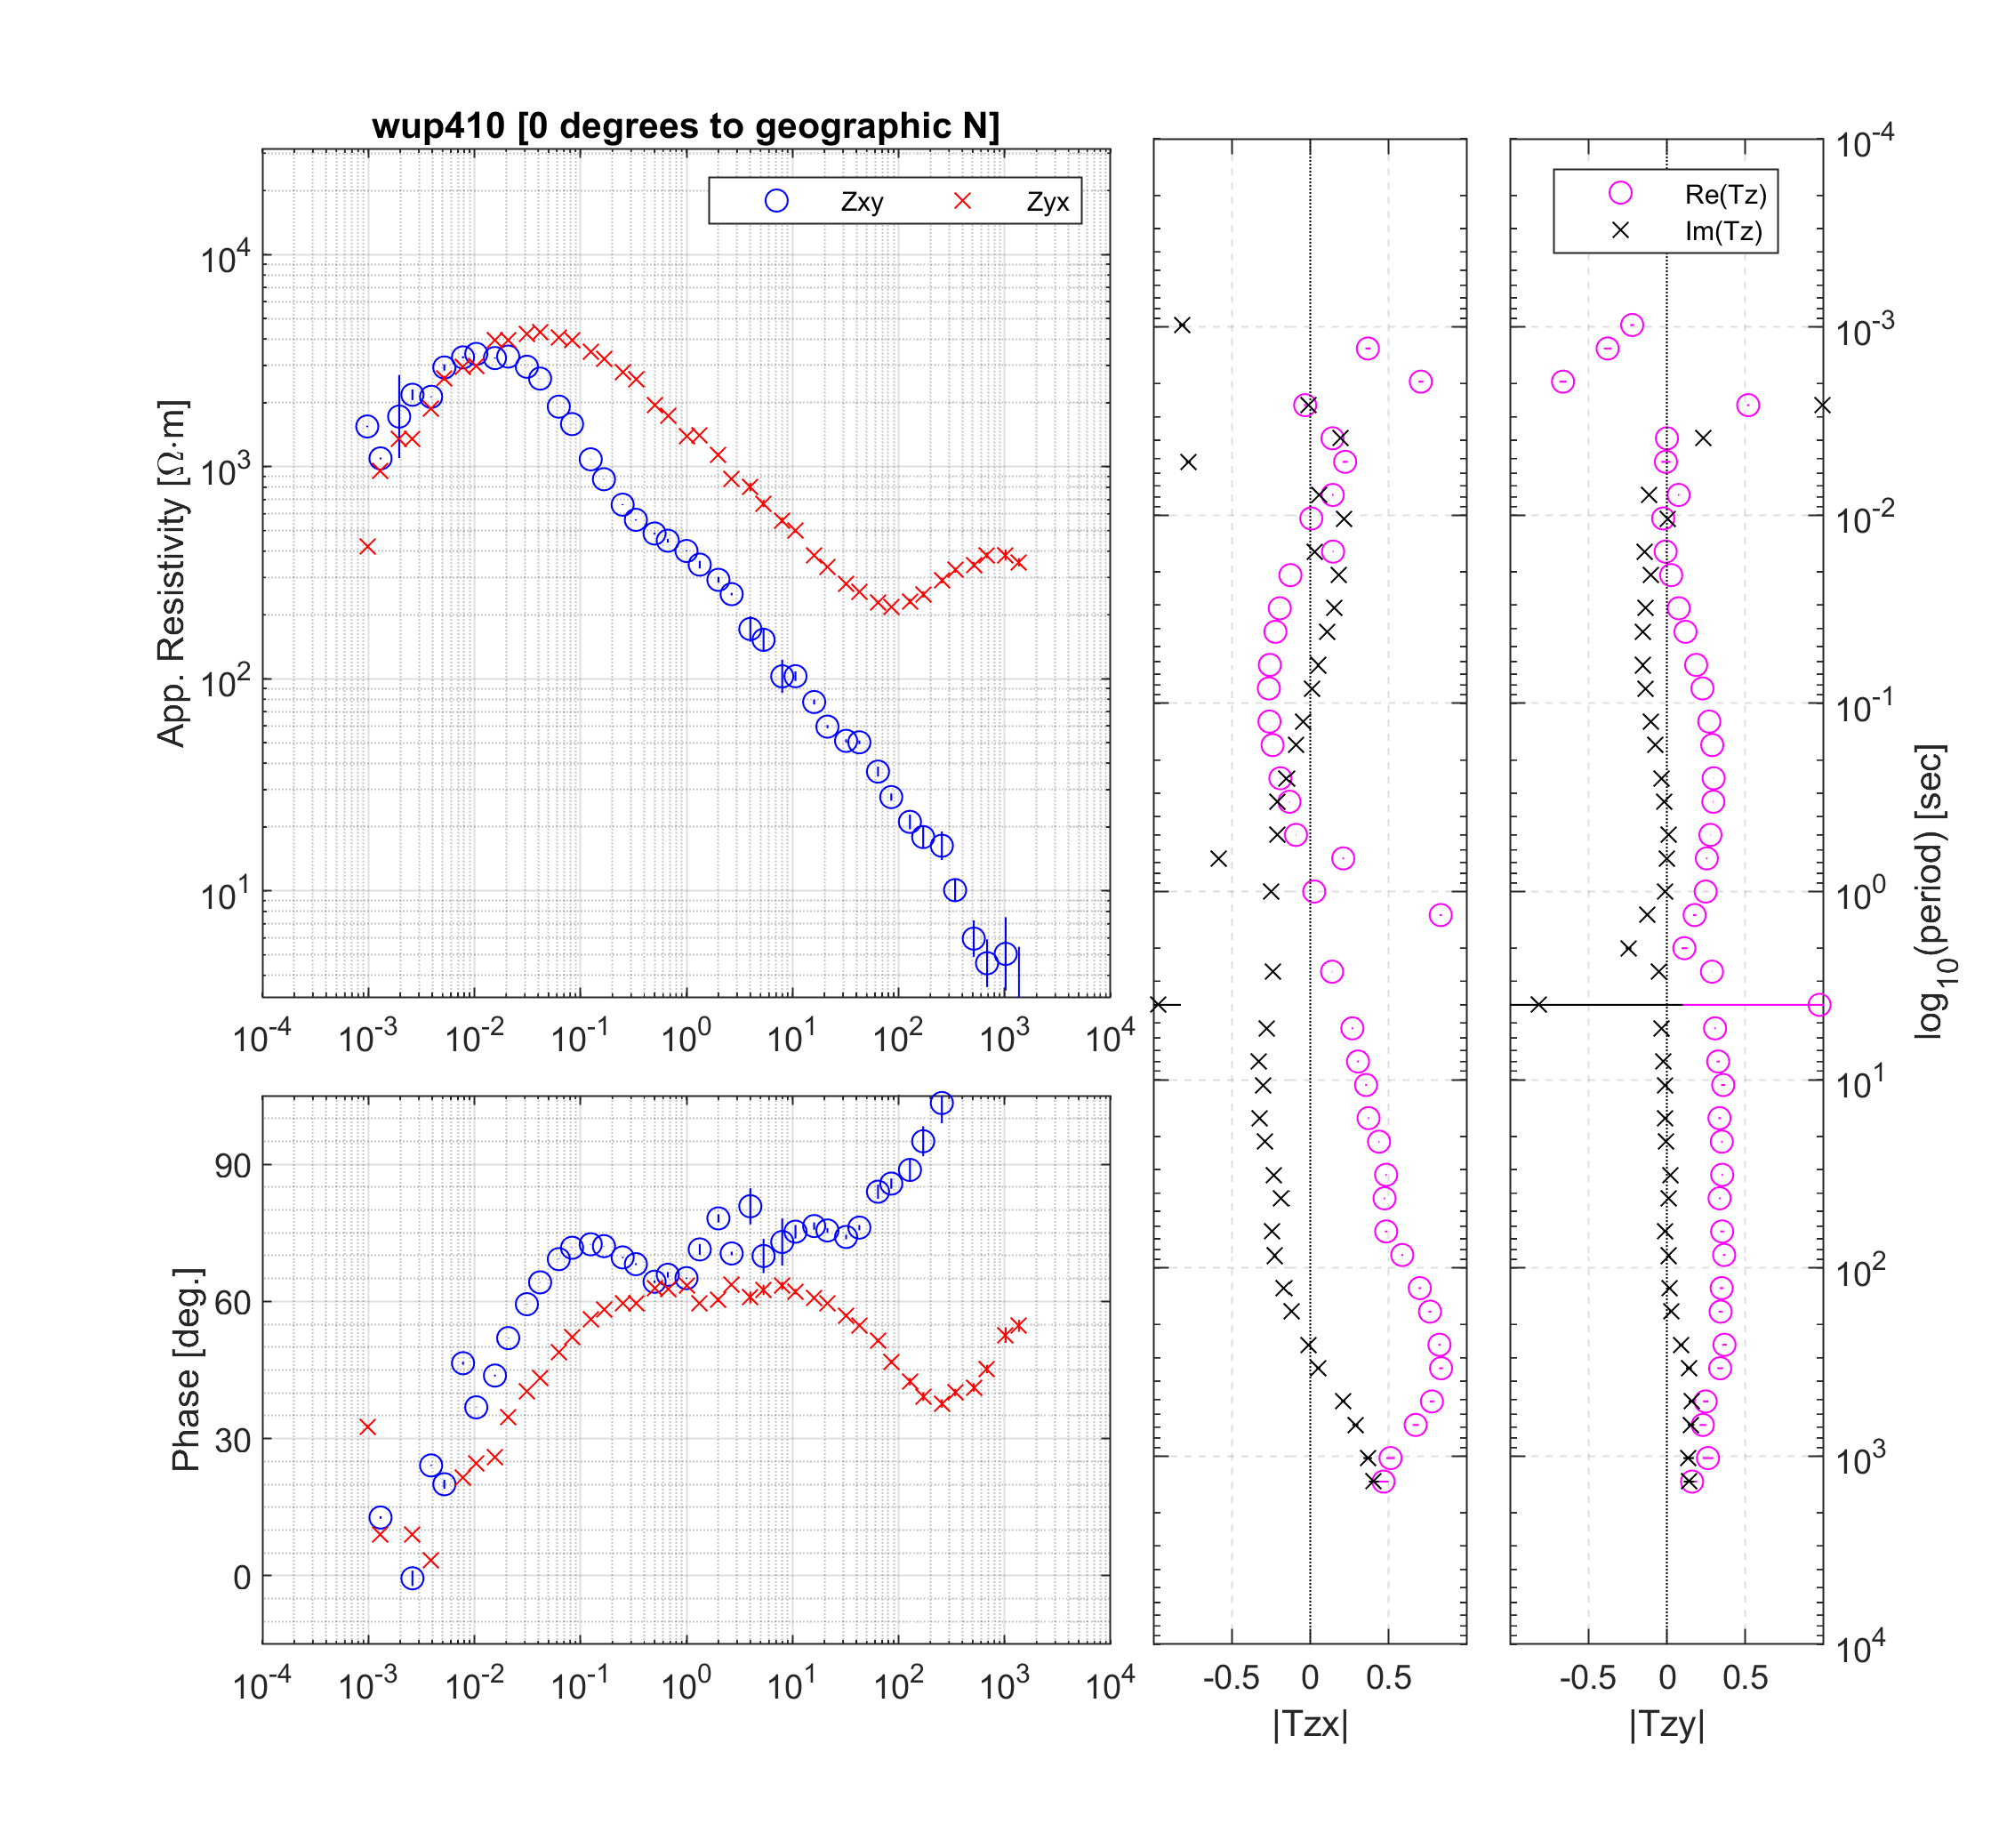 wup410 [0 degrees to geographic N]
Zxy Zyx
App. Resistivity [Ω·m]
10^4
10^3
10^2
10^1
10^-4 10^-3 10^-2 10^-1 10^0 10^1 10^2 10^3 10^4
Phase [deg.]
90
60
30
0
10^-4 10^-3 10^-2 10^-1 10^0 10^1 10^2 10^3 10^4
-0.5 0 0.5
|Tzx|
Re(Tz)
Im(Tz)
-0.5 0 0.5
|Tzy|
10^-4
10^-3
10^-2
10^-1
10^0
10^1
10^2
10^3
10^4
log_10(period) [sec]